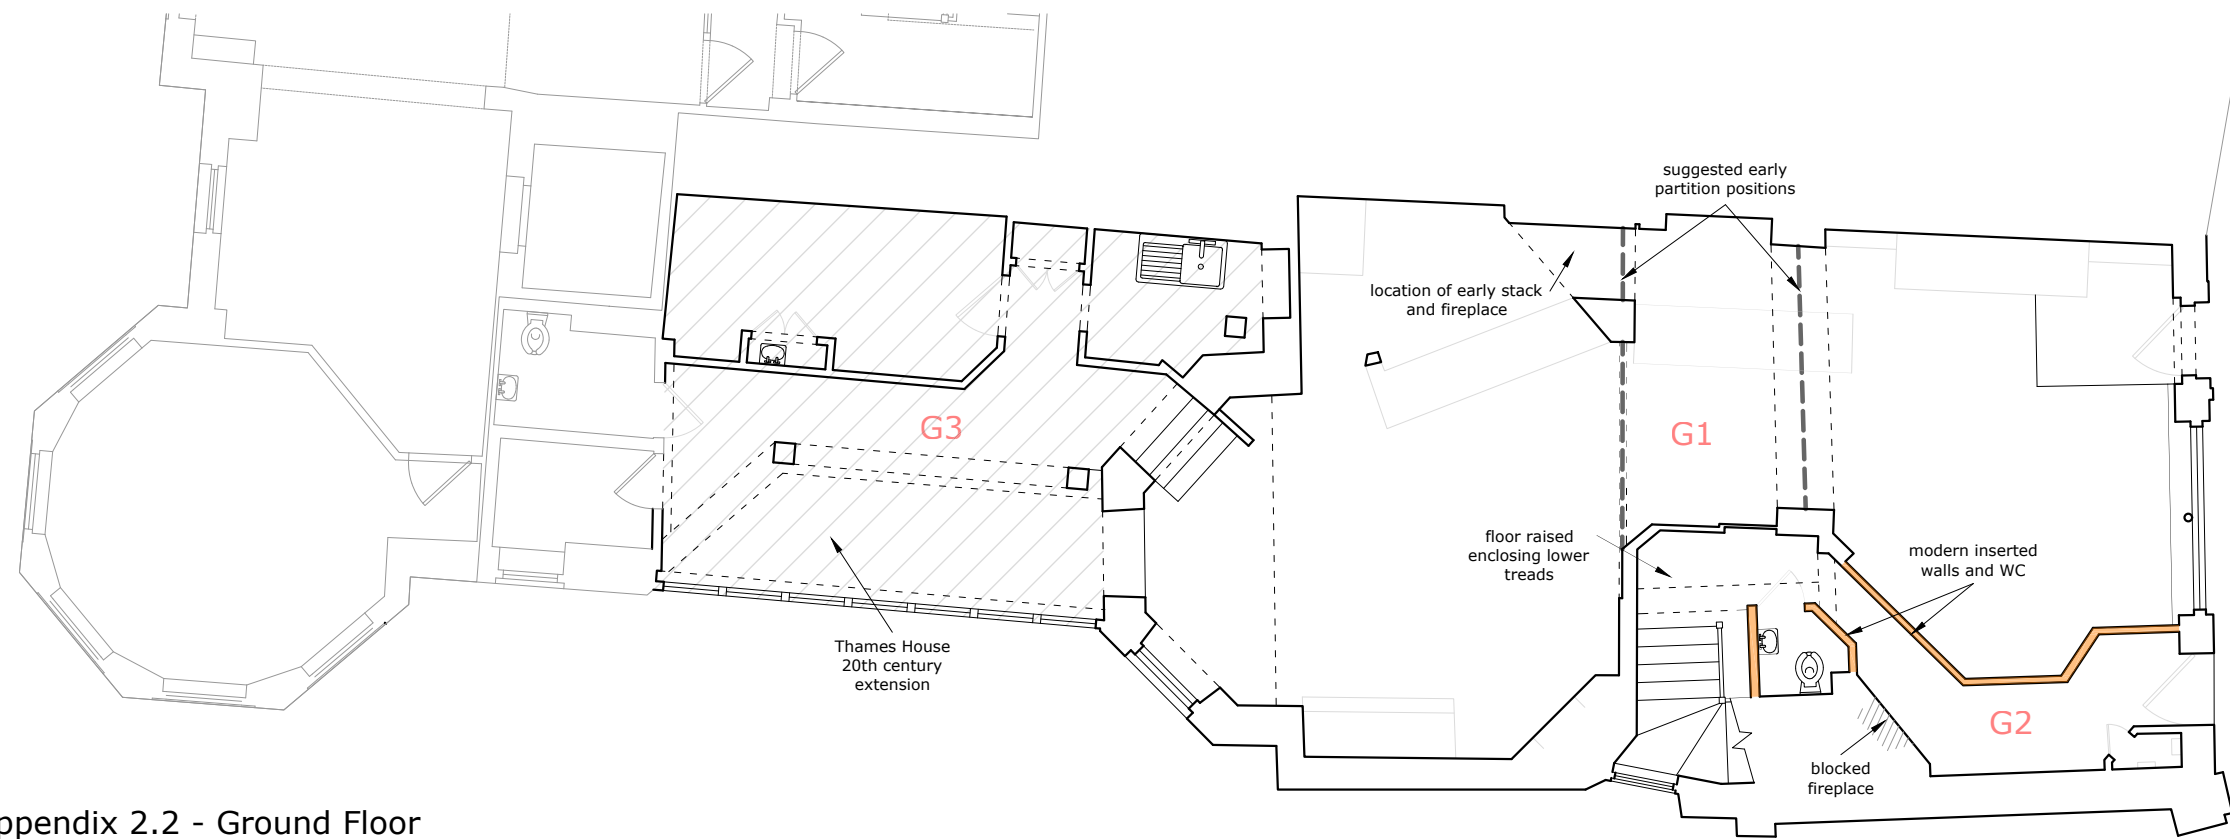 suggested early
partition positions
location of early stack
and fireplace
G3
G1
floor raised
enclosing lower
treads
modern inserted
walls and WC
Thames House
20th century
extension
G2
blocked
fireplace
ppendix 2.2 - Ground Floor